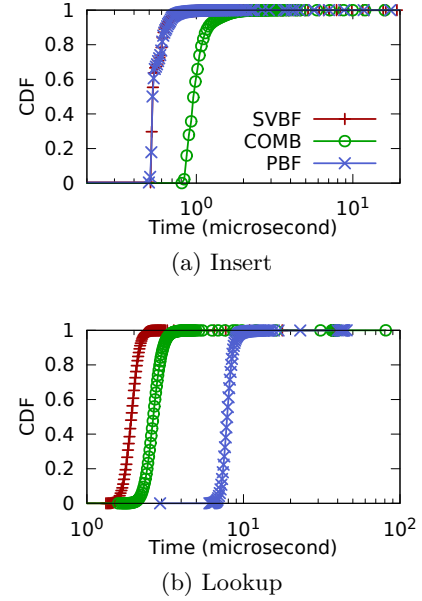 1
0.8
0.6
0.4
0.2
0
CDF
SVBF
COMB
PBF
10^0
10^1
Time (microsecond)
(a) Insert
1
0.8
0.6
0.4
0.2
0
CDF
10^0
10^1
10^2
Time (microsecond)
(b) Lookup